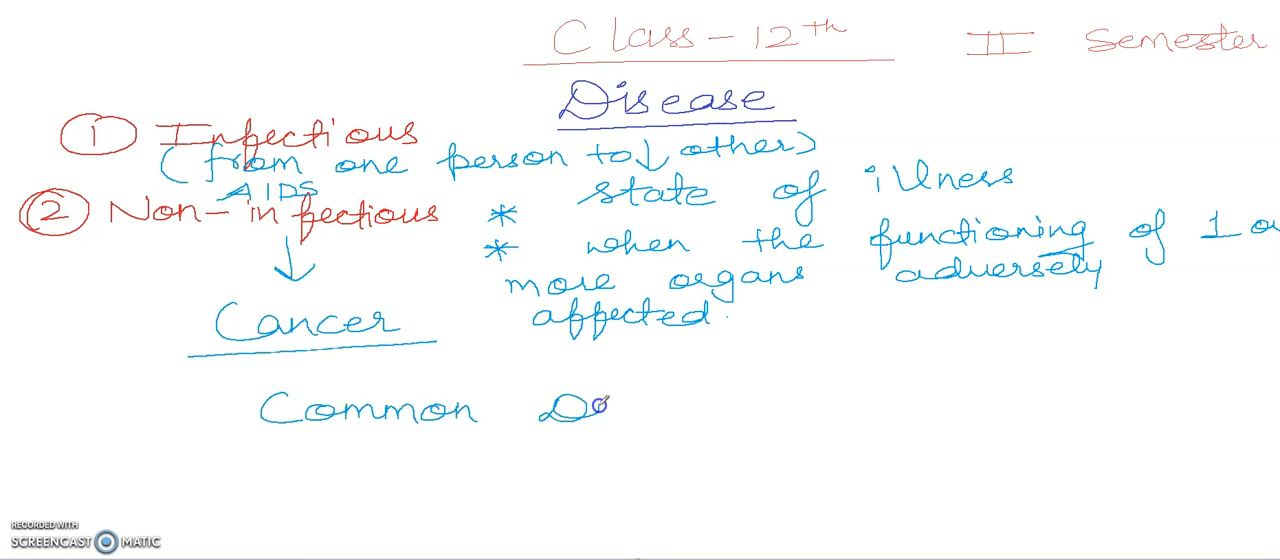 Class - 12th II Semester
Disease
1 Infectious
(from one person to other)
AIDS
state of illness
2 Non-infectious
* when the functioning of 1 o
more organs adversely
affected.
Cancer
Common D
RECORDED WITH
SCREENCAST MATIC